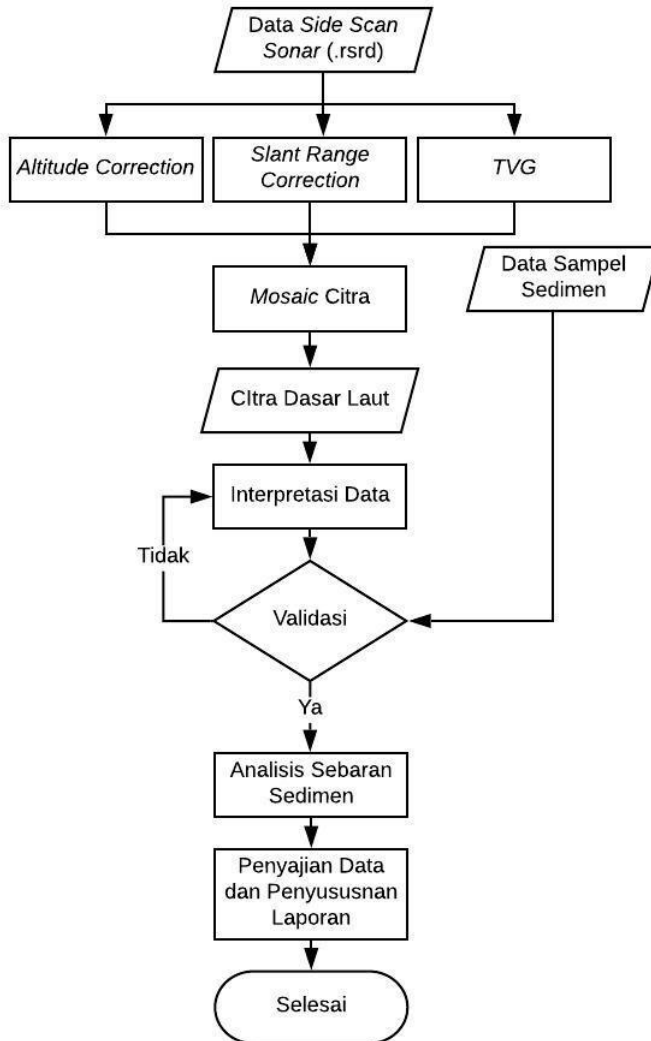 Data Side Scan
Sonar (.rsrd)
Altitude Correction
Slant Range
Correction
TVG
Data Sampel
Sedimen
Mosaic Citra
CItra Dasar Laut
Interpretasi Data
Tidak
Validasi
Ya
Analisis Sebaran
Sedimen
Penyajian Data
dan Penyususnan
Laporan
Selesai